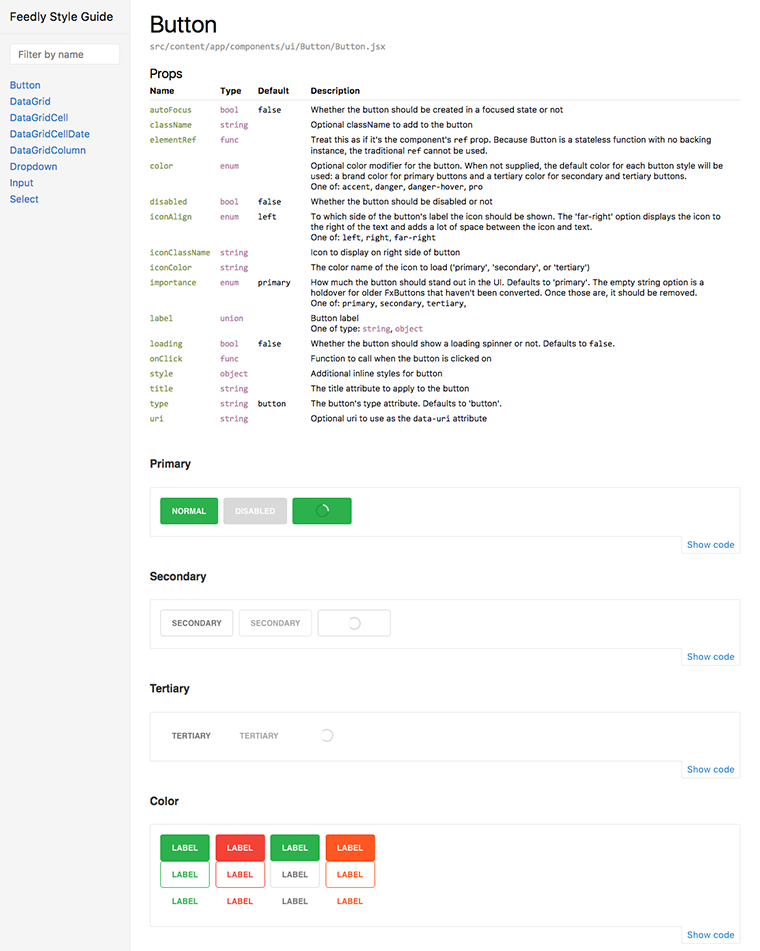 Feedly Style Guide
Filter by name
Button
DataGrid
DataGridCell
DataGridCellDate
DataGridColumn
Dropdown
Input
Select
Button
src/content/app/components/ui/Button/Button.jsx
Props
Name Type Default Description
autoFocus bool false Whether the button should be created in a focused state or not
className string Optional className to add to the button
elementRef func Treat this as if it's the component's ref prop. Because Button is a stateless function with no backing
instance, the traditional ref cannot be used.
color enum Optional color modifier for the button. When not supplied, the default color for each button style will be
used: a brand color for primary buttons and a tertiary color for secondary and tertiary buttons.
One of: accent, danger, danger-hover, pro
disabled bool false Whether the button should be disabled or not
iconAlign enum left To which side of the button's label the icon should be shown. The 'far-right' option displays the icon to
the right of the text and adds a lot of space between the icon and text.
One of: left, right, far-right
iconClassName string Icon to display on right side of button
iconColor string The color name of the icon to load ('primary', 'secondary', or 'tertiary')
importance enum primary How much the button should stand out in the UI. Defaults to 'primary'. The empty string option is a
holdover for older FxButtons that haven't been converted. Once those are, it should be removed.
One of: primary, secondary, tertiary,
label union Button label
One of type: string, object
loading bool false Whether the button should show a loading spinner or not. Defaults to false.
onClick func Function to call when the button is clicked on
style object Additional inline styles for button
title string The title attribute to apply to the button
type string button The button's type attribute. Defaults to 'button'.
uri string Optional uri to use as the data-uri attribute
Primary
NORMAL DISABLED
Show code
Secondary
SECONDARY SECONDARY
Show code
Tertiary
TERTIARY TERTIARY
Show code
Color
LABEL LABEL LABEL LABEL
LABEL LABEL LABEL LABEL
LABEL LABEL LABEL LABEL
Show code